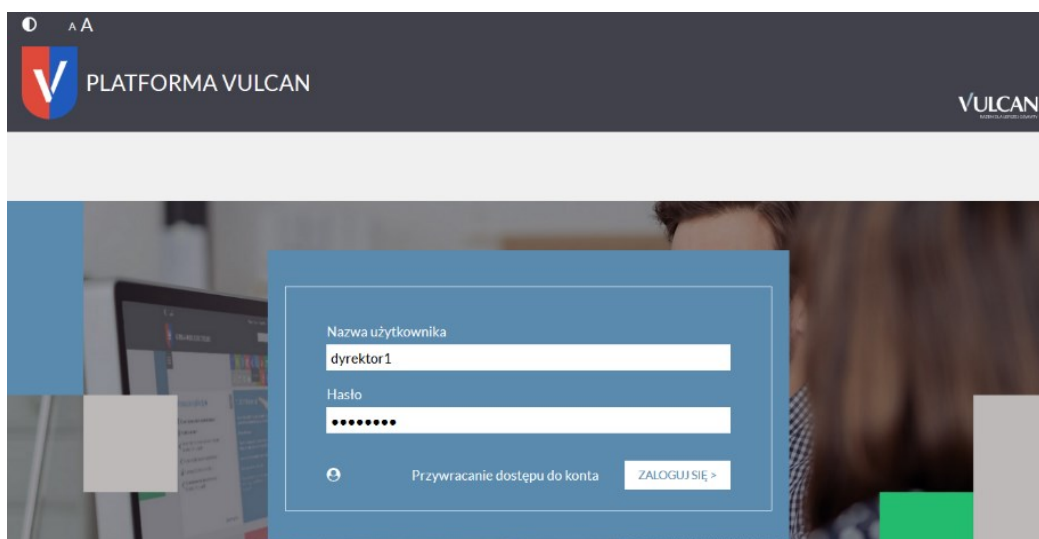 A A
PLATFORMA VULCAN
VULCAN
Nazwa użytkownika
dyrektor1
Hasło
••••••••
Przywracanie dostępu do konta
ZALOGUJ SIĘ >